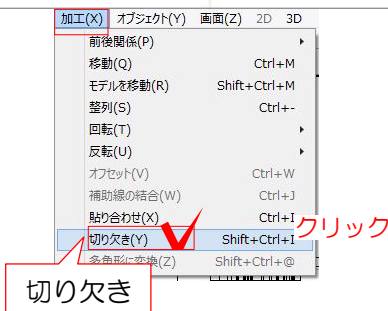 加工(X) オブジェクト(Y) 画面(Z) 2D 3D
前後関係(P)
移動(Q) Ctrl+M
モデルを移動(R) Shift+Ctrl+M
整列(S) Ctrl+-
回転(T)
反転(U)
オフセット(V) Ctrl+W
補助線の結合(W) Ctrl+J
貼り合わせ(X) Ctrl+I
クリック
切り欠き(Y) Shift+Ctrl+I
多角形に変換(Z) Shift+Ctrl+@
切り欠き